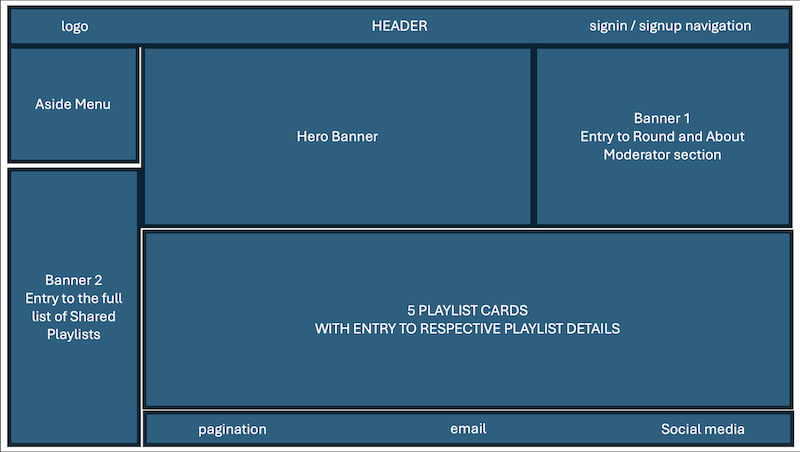 logo
HEADER
signin / signup navigation
Aside Menu
Hero Banner
Banner 1
Entry to Round and About
Moderator section
Banner 2
Entry to the full
list of Shared
Playlists
5 PLAYLIST CARDS
WITH ENTRY TO RESPECTIVE PLAYLIST DETAILS
pagination
email
Social media